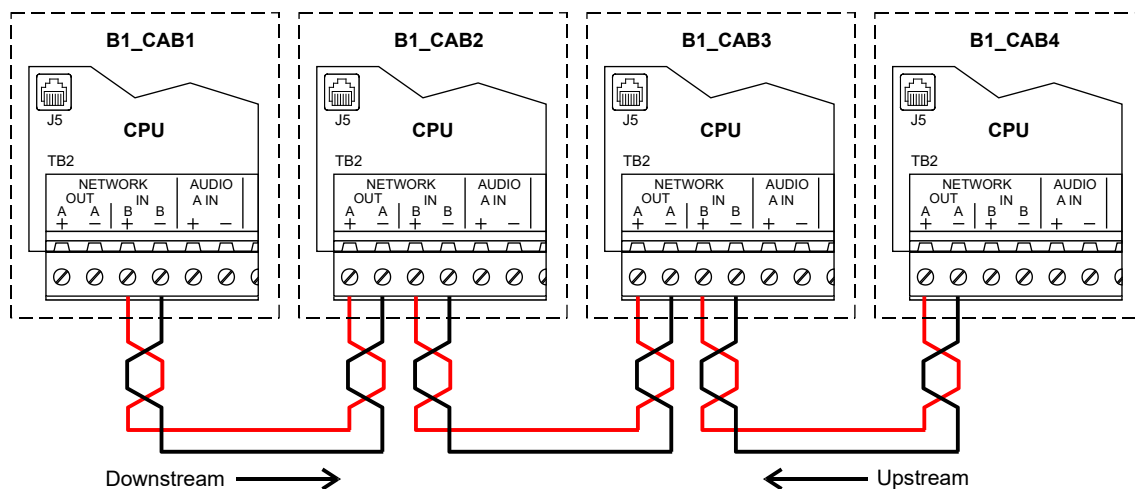 B1_CAB1
J5
CPU
TB2
NETWORK AUDIO
OUT IN A IN
A A B B
+ − + − + −
B1_CAB2
J5
CPU
TB2
NETWORK AUDIO
OUT IN A IN
A A B B
+ − + − + −
B1_CAB3
J5
CPU
TB2
NETWORK AUDIO
OUT IN A IN
A A B B
+ − + − + −
B1_CAB4
J5
CPU
TB2
NETWORK AUDIO
OUT IN A IN
A A B B
+ − + − + −
Downstream
Upstream